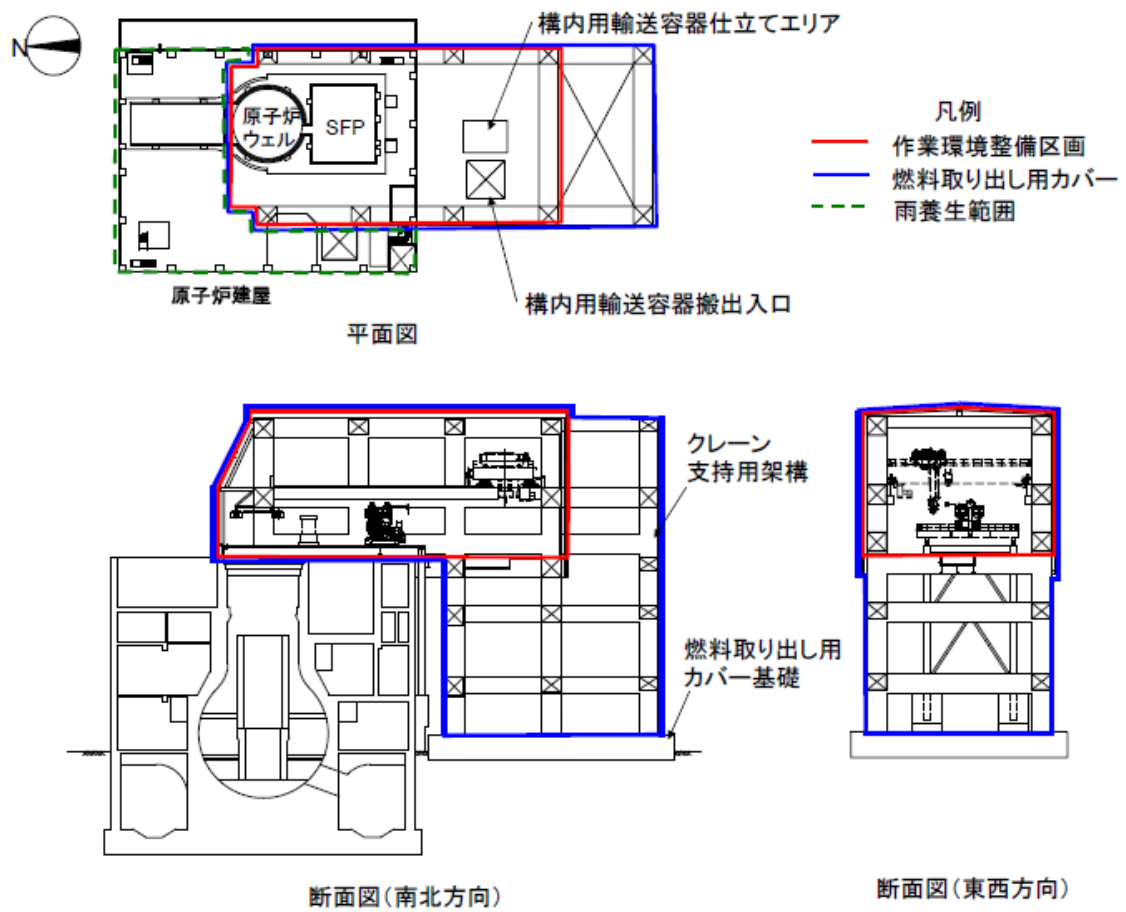 N
構内用輸送容器仕立てエリア
原子炉
ウェル
SFP
凡例
作業環境整備区画
燃料取り出し用カバー
雨養生範囲
原子炉建屋
構内用輸送容器搬出入口
平面図
クレーン
支持用架構
燃料取り出し用
カバー基礎
断面図(南北方向)
断面図(東西方向)